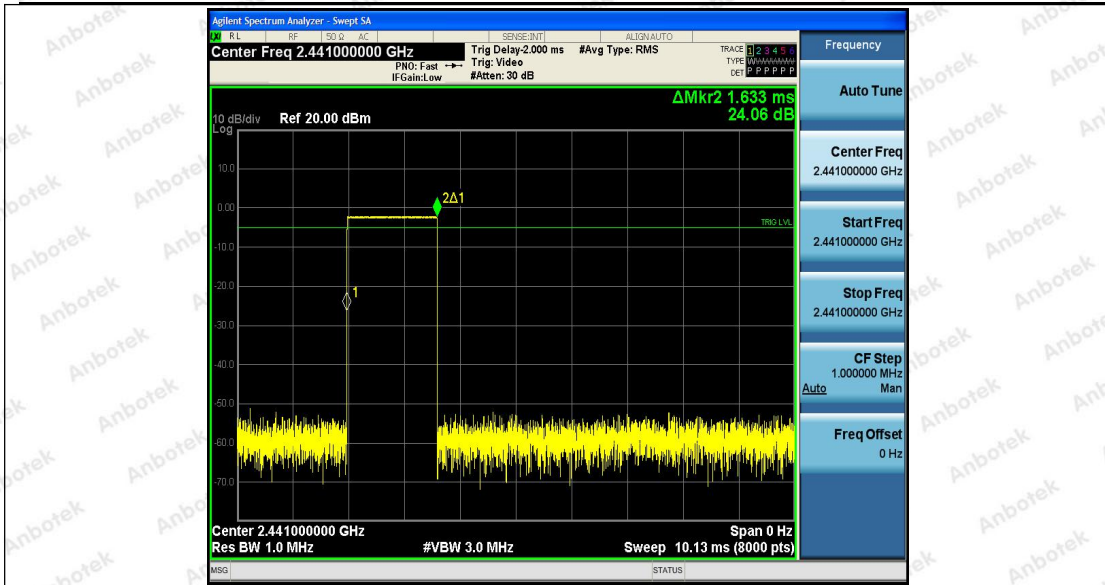 Agilent Spectrum Analyzer - Swept SA
LXI RL RF 50 Ω AC SENSE:INT ALIGN AUTO
Center Freq 2.441000000 GHz
PNO: Fast
IFGain:Low
Trig Delay-2.000 ms
Trig: Video
#Atten: 30 dB
#Avg Type: RMS
TRACE 1 2 3 4 5 6
TYPE
DET P P P P P P
ΔMkr2 1.633 ms
24.06 dB
10 dB/div Ref 20.00 dBm
Log
10.0
0.00
-10.0
-20.0
-30.0
-40.0
-50.0
-60.0
-70.0
2Δ1
TRIG LVL
1
Center 2.441000000 GHz
Span 0 Hz
Res BW 1.0 MHz #VBW 3.0 MHz Sweep 10.13 ms (8000 pts)
MSG STATUS
Frequency
Auto Tune
Center Freq
2.441000000 GHz
Start Freq
2.441000000 GHz
Stop Freq
2.441000000 GHz
CF Step
1.000000 MHz
Auto Man
Freq Offset
0 Hz
Anbotek